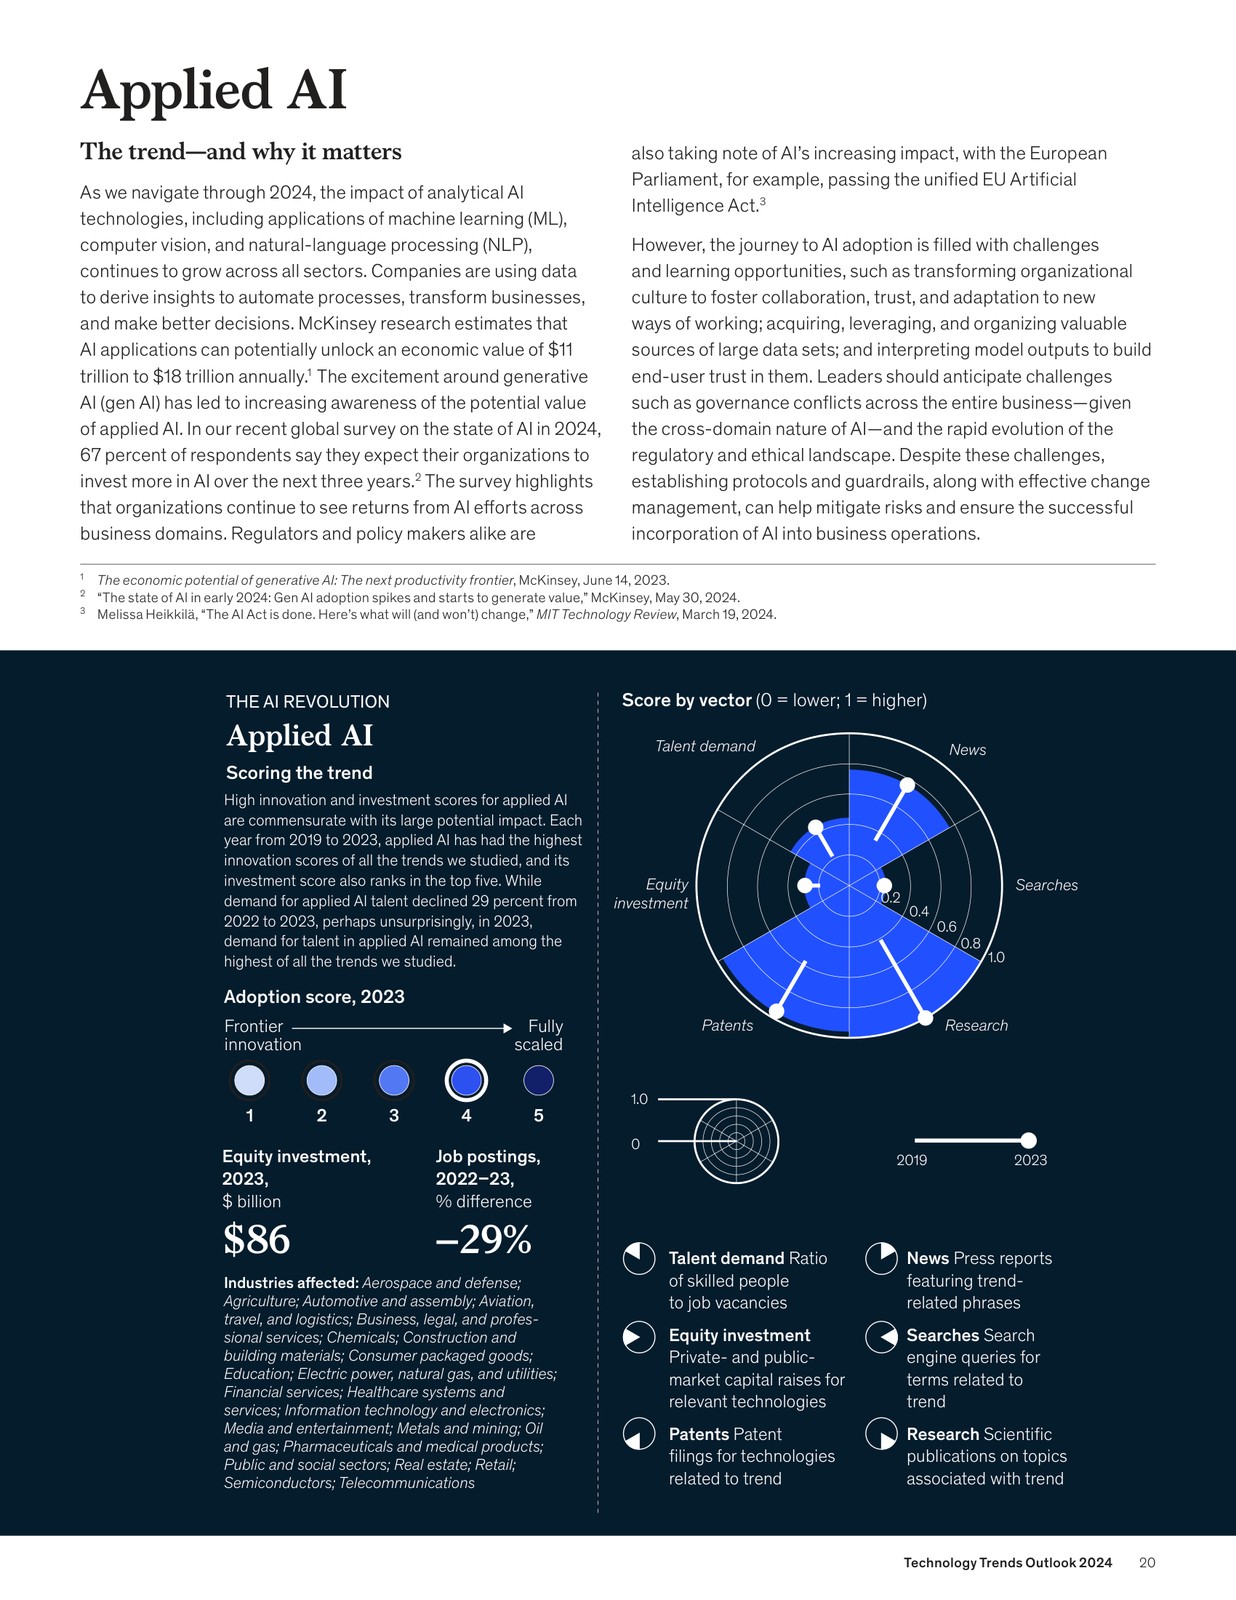 Applied AI
The trend—and why it matters
As we navigate through 2024, the impact of analytical AI
technologies, including applications of machine learning (ML),
computer vision, and natural-language processing (NLP),
continues to grow across all sectors. Companies are using data
to derive insights to automate processes, transform businesses,
and make better decisions. McKinsey research estimates that
AI applications can potentially unlock an economic value of $11
trillion to $18 trillion annually.¹ The excitement around generative
AI (gen AI) has led to increasing awareness of the potential value
of applied AI. In our recent global survey on the state of AI in 2024,
67 percent of respondents say they expect their organizations to
invest more in AI over the next three years.² The survey highlights
that organizations continue to see returns from AI efforts across
business domains. Regulators and policy makers alike are
also taking note of AI’s increasing impact, with the European
Parliament, for example, passing the unified EU Artificial
Intelligence Act.³
However, the journey to AI adoption is filled with challenges
and learning opportunities, such as transforming organizational
culture to foster collaboration, trust, and adaptation to new
ways of working; acquiring, leveraging, and organizing valuable
sources of large data sets; and interpreting model outputs to build
end-user trust in them. Leaders should anticipate challenges
such as governance conflicts across the entire business—given
the cross-domain nature of AI—and the rapid evolution of the
regulatory and ethical landscape. Despite these challenges,
establishing protocols and guardrails, along with effective change
management, can help mitigate risks and ensure the successful
incorporation of AI into business operations.
¹ The economic potential of generative AI: The next productivity frontier, McKinsey, June 14, 2023.
² “The state of AI in early 2024: Gen AI adoption spikes and starts to generate value,” McKinsey, May 30, 2024.
³ Melissa Heikkilä, “The AI Act is done. Here’s what will (and won’t) change,” MIT Technology Review, March 19, 2024.
THE AI REVOLUTION
Applied AI
Scoring the trend
High innovation and investment scores for applied AI
are commensurate with its large potential impact. Each
year from 2019 to 2023, applied AI has had the highest
innovation scores of all the trends we studied, and its
investment score also ranks in the top five. While
demand for applied AI talent declined 29 percent from
2022 to 2023, perhaps unsurprisingly, in 2023,
demand for talent in applied AI remained among the
highest of all the trends we studied.
Adoption score, 2023
Frontier
innovation
Fully
scaled
1 2 3 4 5
Equity investment,
2023,
$ billion
$86
Job postings,
2022–23,
% difference
–29%
Industries affected: Aerospace and defense;
Agriculture; Automotive and assembly; Aviation,
travel, and logistics; Business, legal, and profes-
sional services; Chemicals; Construction and
building materials; Consumer packaged goods;
Education; Electric power, natural gas, and utilities;
Financial services; Healthcare systems and
services; Information technology and electronics;
Media and entertainment; Metals and mining; Oil
and gas; Pharmaceuticals and medical products;
Public and social sectors; Real estate; Retail;
Semiconductors; Telecommunications
Score by vector (0 = lower; 1 = higher)
Talent demand
News
Equity
investment
Searches
0.2
0.4
0.6
0.8
1.0
Patents
Research
1.0
0
2019
2023
Talent demand Ratio
of skilled people
to job vacancies
News Press reports
featuring trend-
related phrases
Equity investment
Private- and public-
market capital raises for
relevant technologies
Searches Search
engine queries for
terms related to
trend
Patents Patent
filings for technologies
related to trend
Research Scientific
publications on topics
associated with trend
Technology Trends Outlook 2024 20